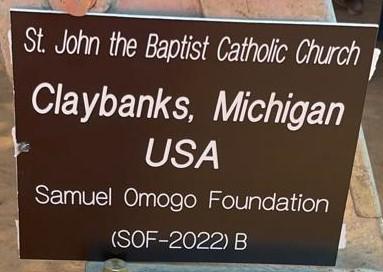 St. John the Baptist Catholic Church
Claybanks, Michigan
USA
Samuel Omogo Foundation
(SOF-2022) B